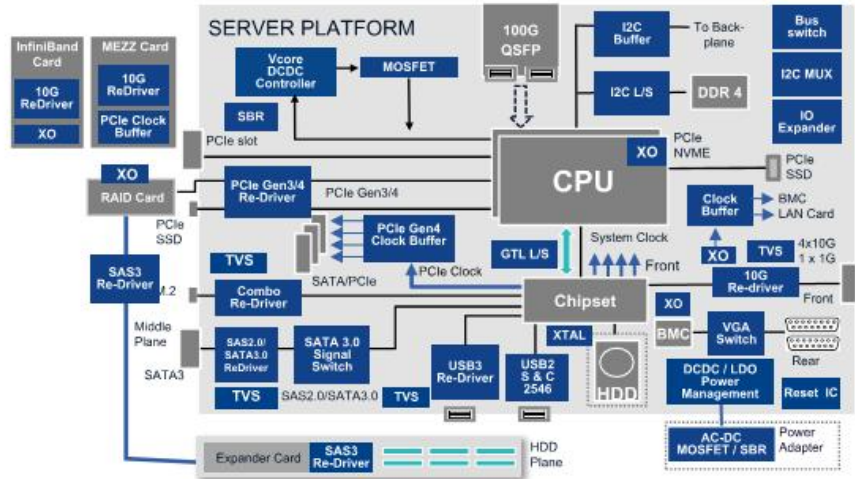 SERVER PLATFORM
InfiniBand
Card
10G
ReDriver
XO
MEZZ Card
10G
ReDriver
PCIe Clock
Buffer
Vcore
DCDC
Controller
MOSFET
SBR
100G
QSFP
I2C
Buffer
To Back-
plane
I2C L/S
DDR 4
Bus
switch
I2C MUX
IO
Expander
PCIe slot
XO
RAID Card
PCIe
SSD
PCIe Gen3/4
Re-Driver
PCIe Gen3/4
CPU
XO
PCIe
NVME
PCIe
SSD
PCIe Gen4
Clock Buffer
SATA/PCIe
PCIe Clock
GTL L/S
System Clock
Front
Clock
Buffer
BMC
LAN Card
XO
TVS
4x10G
1 x 1G
10G
Re-driver
Front
SAS3
Re-Driver
.2
TVS
Combo
Re-Driver
Chipset
Middle
Plane
SATA3
SAS2.0/
SATA3.0
ReDriver
SATA 3.0
Signal
Switch
TVS
SAS2.0/SATA3.0
TVS
USB3
Re-Driver
USB2
S & C
2546
XTAL
HDD
XO
BMC
VGA
Switch
Rear
DCDC / LDO
Power
Management
Reset IC
AC-DC
MOSFET / SBR
Power
Adapter
Expander Card
SAS3
Re-Driver
HDD
Plane